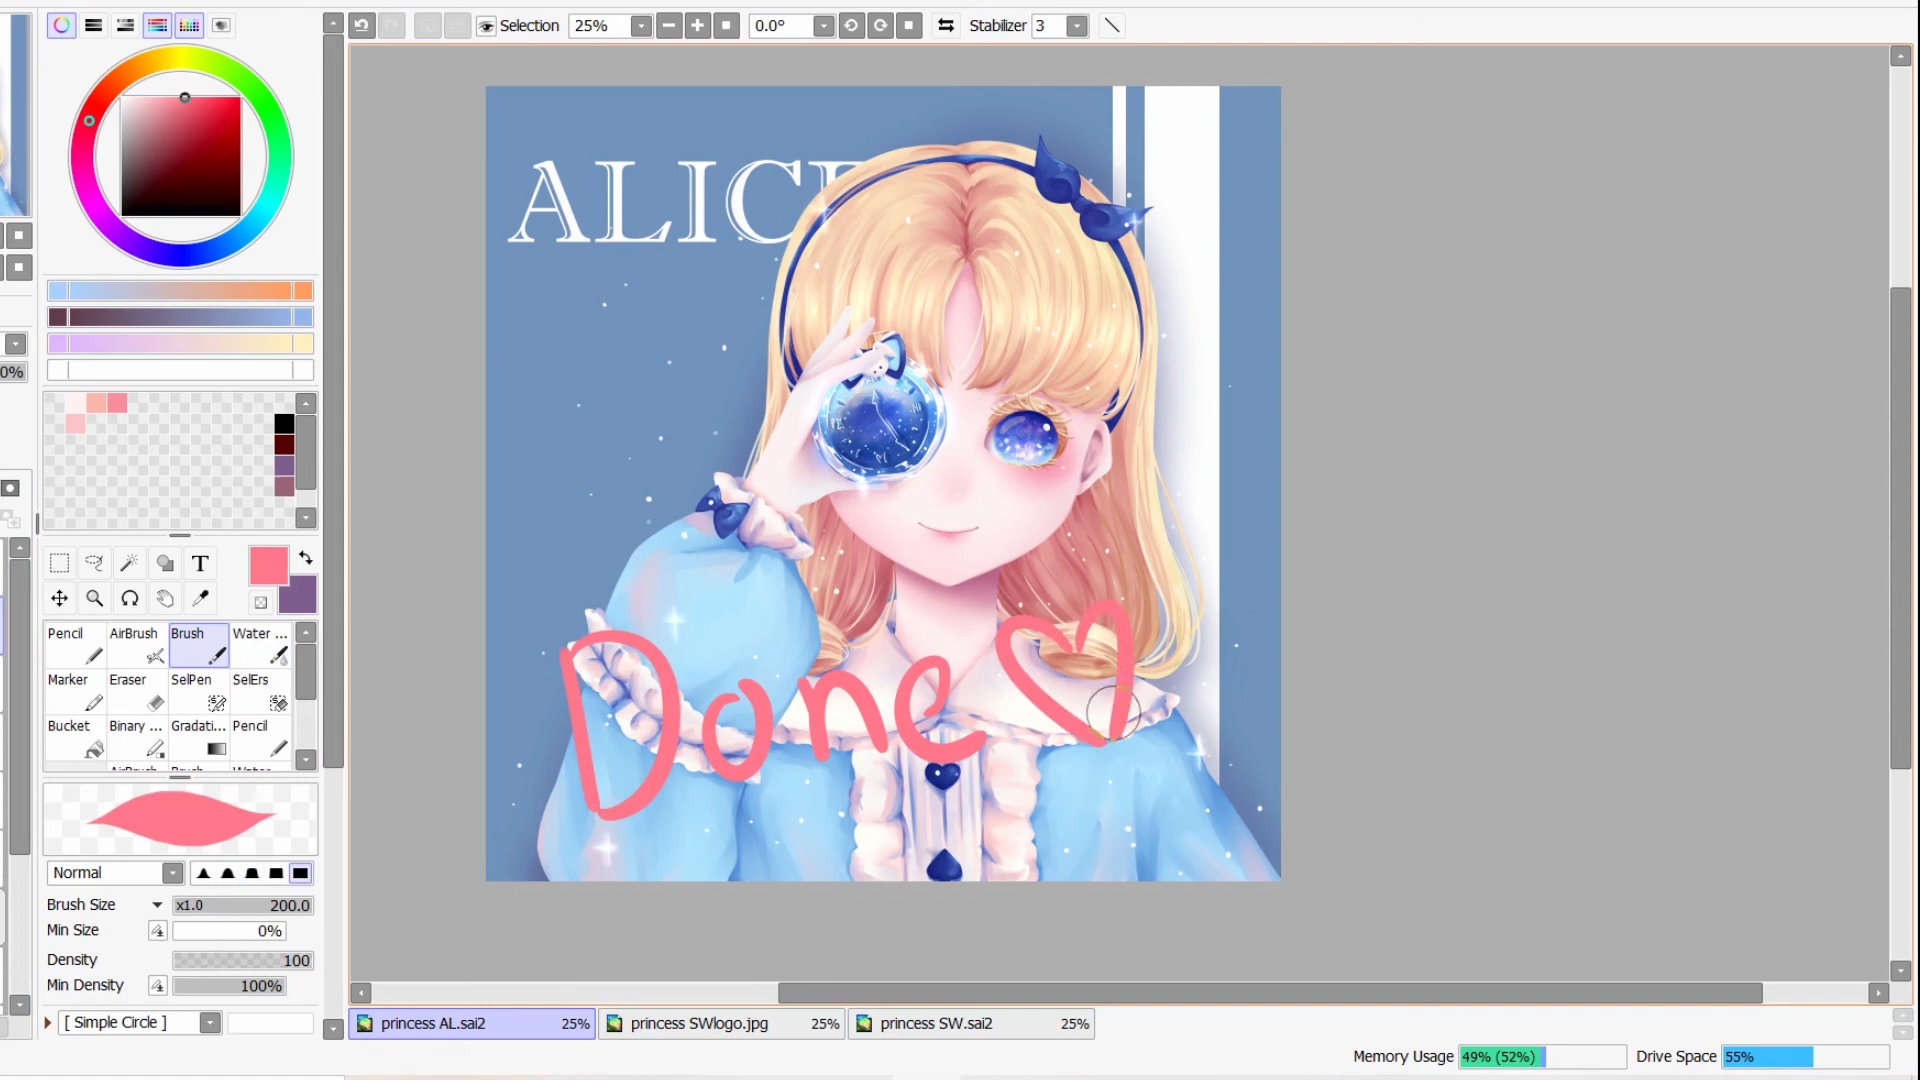 Selection 25% 0.0° Stabilizer 3
ALICE
0%
T
Pencil AirBrush Brush Water ...
Marker Eraser SelPen SelErs
Bucket Binary ... Gradati... Pencil
Done
Normal
Brush Size x1.0 200.0
Min Size 0%
Density 100
Min Density 100%
[ Simple Circle ]
princess AL.sai2 25% princess SWlogo.jpg 25% princess SW.sai2 25%
Memory Usage 49% (52%) Drive Space 55%